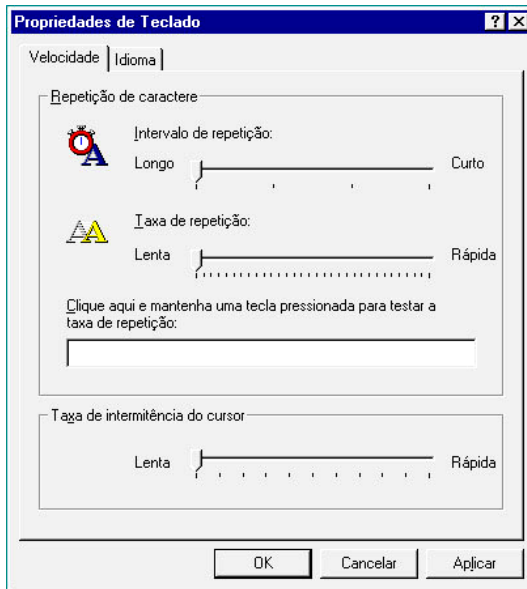 Propriedades de Teclado
Velocidade Idioma
Repetição de caractere
Intervalo de repetição:
Longo Curto
Taxa de repetição:
Lenta Rápida
Clique aqui e mantenha uma tecla pressionada para testar a
taxa de repetição:
Taxa de intermitência do cursor
Lenta Rápida
OK Cancelar Aplicar